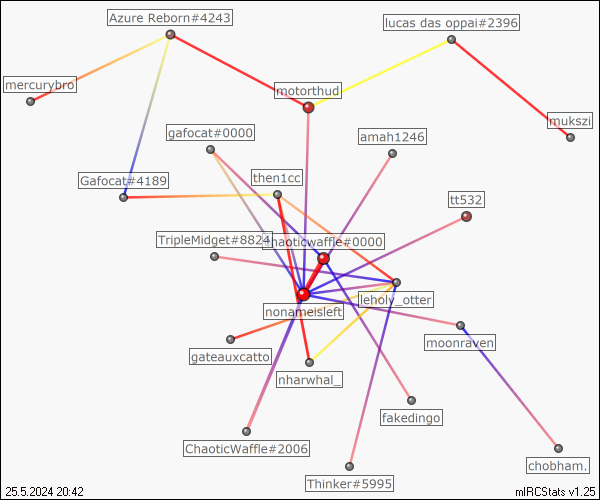 Azure Reborn#4243
lucas das oppai#2396
mercurybro
motorthud
mukszi
gafocat#0000
amah1246
Gafocat#4189
then1cc
tt532
TripleMidget#8824
chaoticwaffle#0000
leholy_otter
nonameisleft
moonraven
gateauxcatto
nharwhal_
fakedingo
ChaoticWaffle#2006
chobham.
Thinker#5995
25.5.2024 20:42
mIRCStats v1.25